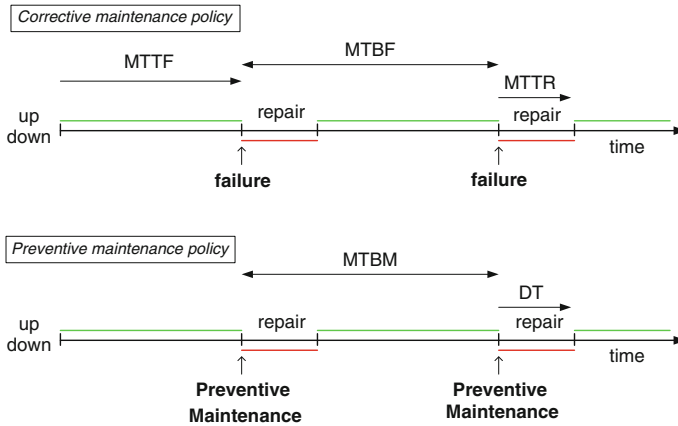 Corrective maintenance policy
MTTF
MTBF
MTTR
up
down
repair
repair
time
failure
failure
Preventive maintenance policy
MTBM
DT
up
down
repair
repair
time
Preventive
Maintenance
Preventive
Maintenance